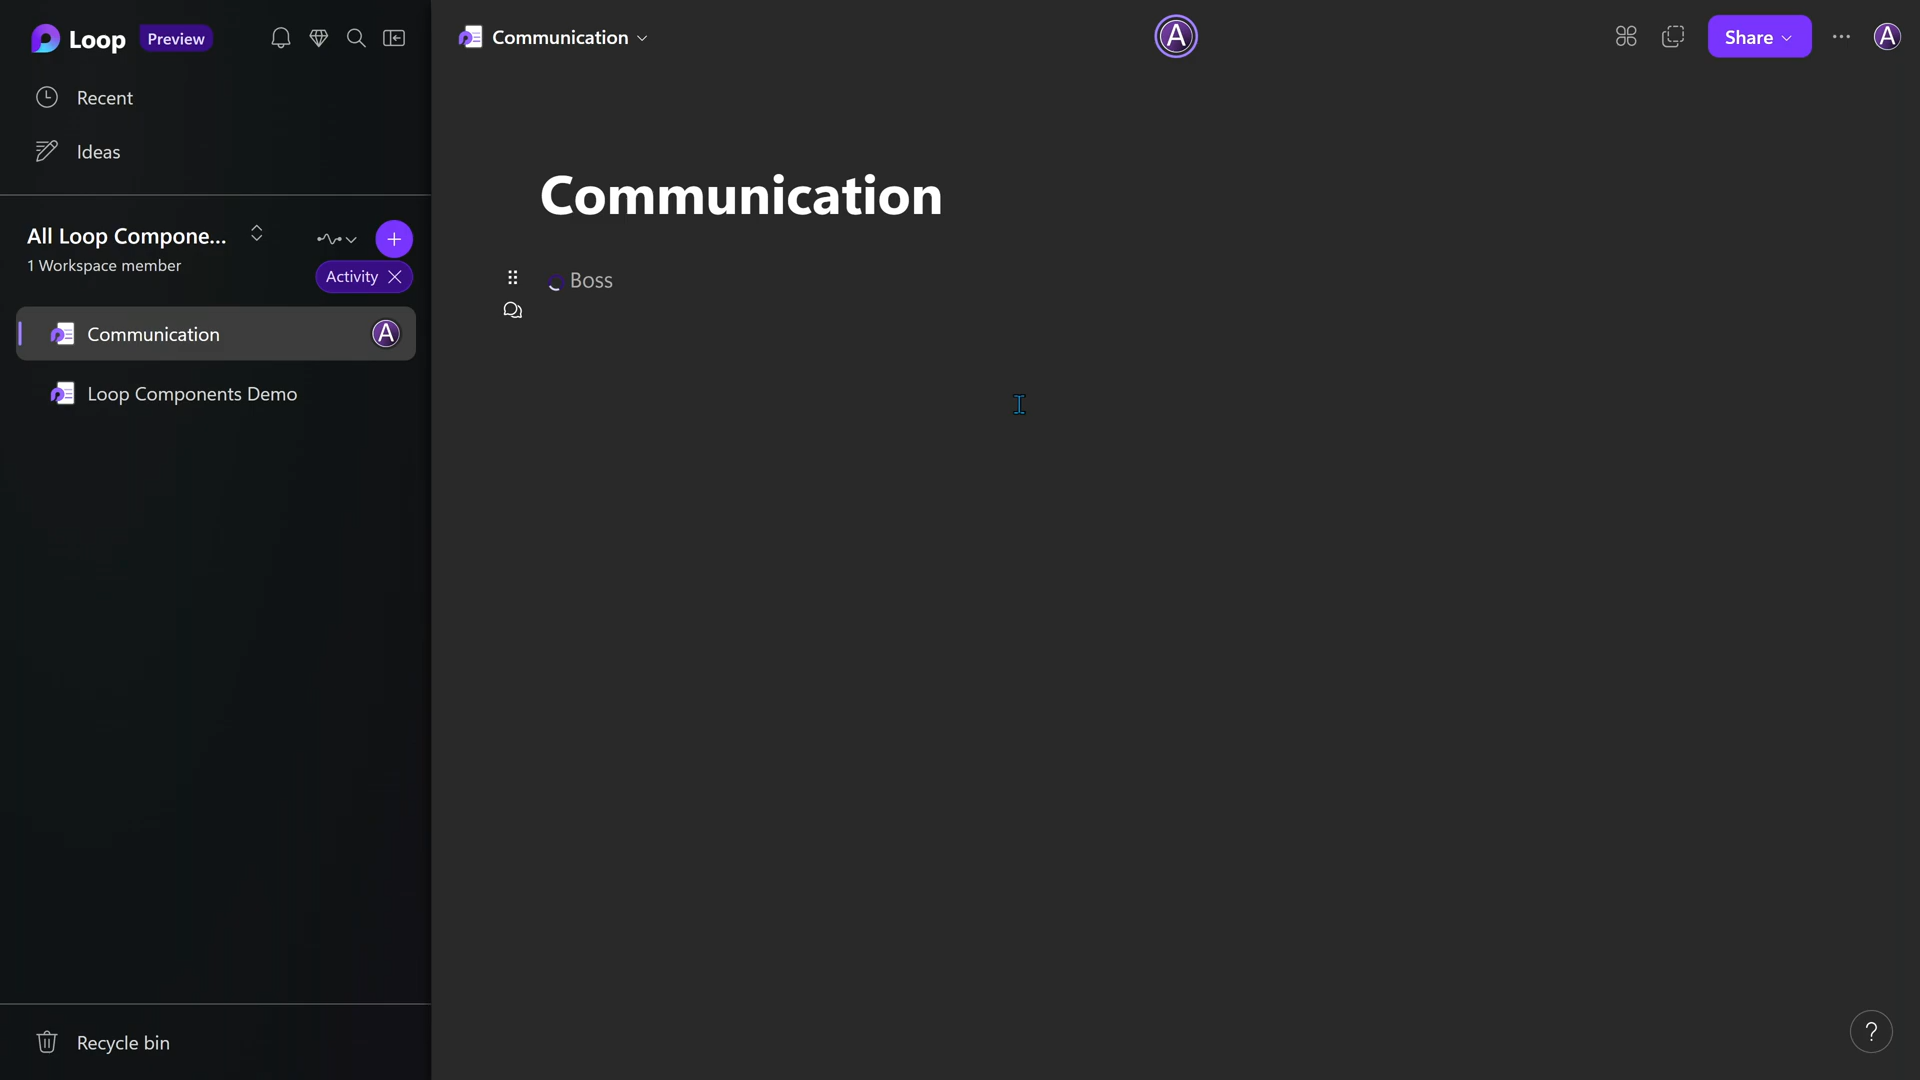 Loop Preview
Recent
Ideas
All Loop Compone...
1 Workspace member
Activity
Communication A
Loop Components Demo
Recycle bin
Communication
A
Share
A
Communication
Boss
?